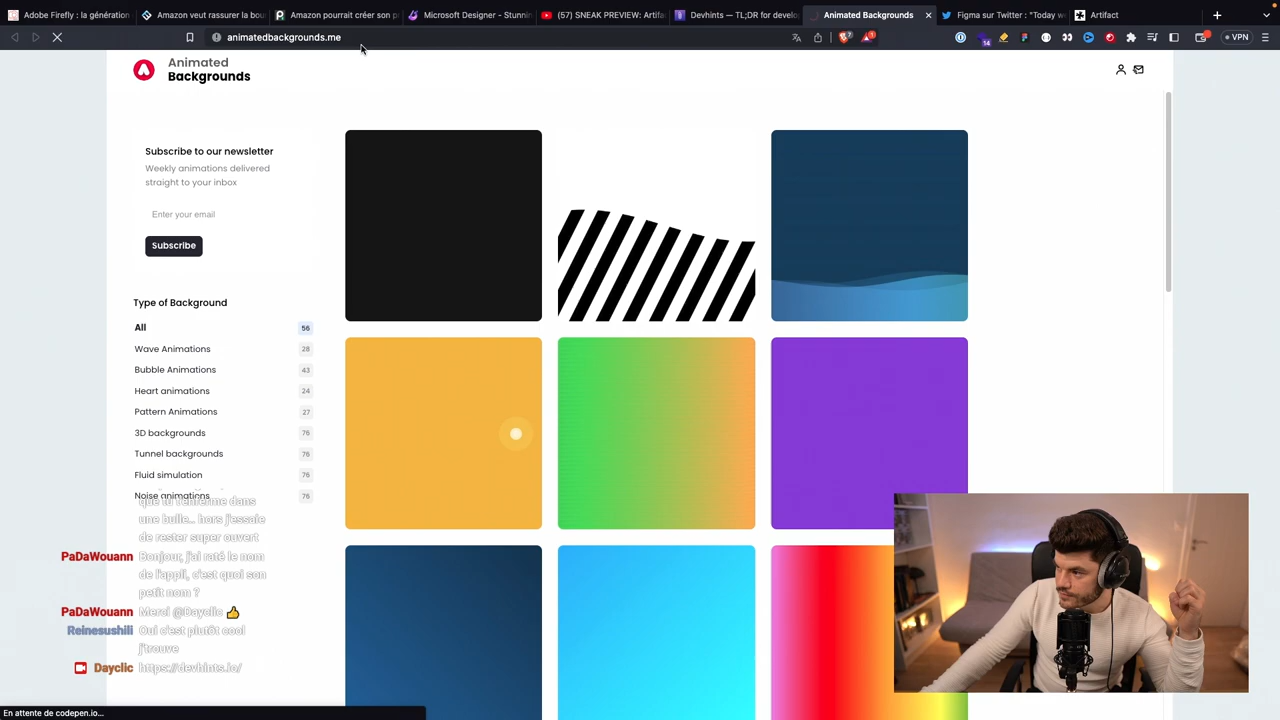 Adobe Firefly : la génération
Amazon veut rassurer la bou
Amazon pourrait créer son p
Microsoft Designer - Stunnin
(57) SNEAK PREVIEW: Artifac
Devhints — TL;DR for develo
Animated Backgrounds
Figma sur Twitter : "Today w
Artifact
animatedbackgrounds.me
VPN
Animated
Backgrounds
Subscribe to our newsletter
Weekly animations delivered
straight to your inbox
Enter your email
Subscribe
Type of Background
All 56
Wave Animations 28
Bubble Animations 43
Heart animations 24
Pattern Animations 27
3D backgrounds 76
Tunnel backgrounds 76
Fluid simulation 76
Noise animations 76
que tu t'enferme dans
une bulle... hors j'essaie
de rester super ouvert
PaDaWouann Bonjour, j'ai raté le nom
de l'appli, c'est quoi son
petit nom ?
PaDaWouann Merci @Dayclic 👍
Reinesushili Oui c'est plutôt cool
j'trouve
Dayclic https://devhints.io/
En attente de codepen.io...